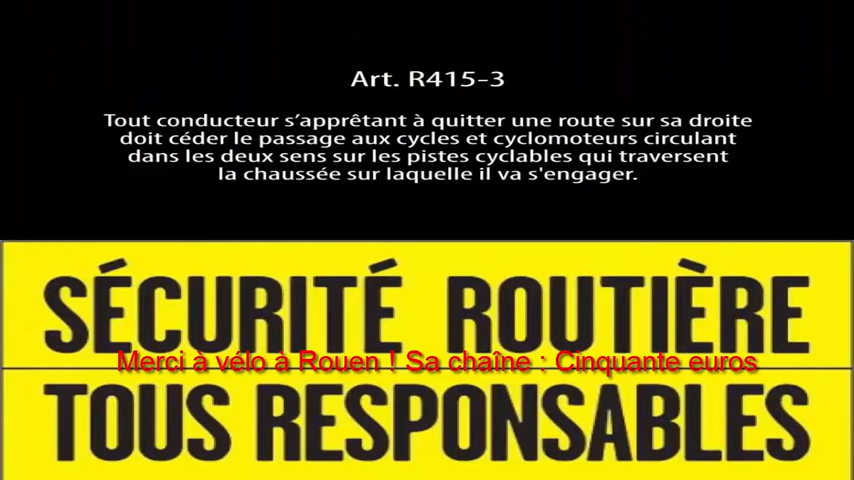 Art. R415-3
Tout conducteur s’apprêtant à quitter une route sur sa droite
doit céder le passage aux cycles et cyclomoteurs circulant
dans les deux sens sur les pistes cyclables qui traversent
la chaussée sur laquelle il va s'engager.
SÉCURITÉ ROUTIÈRE
Merci à vélo à Rouen ! Sa chaîne : Cinquante euros
TOUS RESPONSABLES